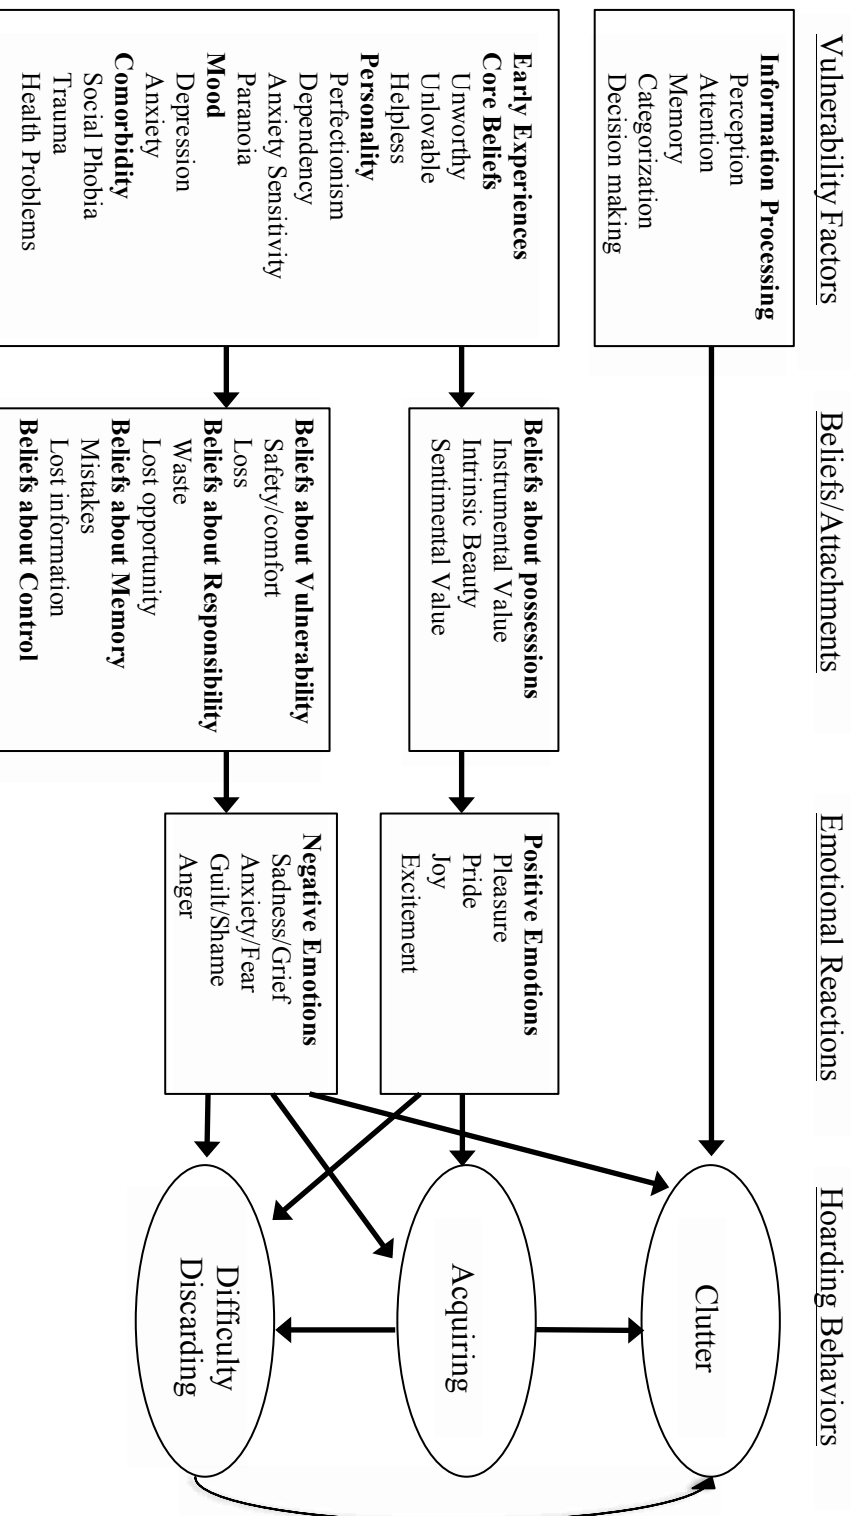 Vulnerability Factors
Beliefs/Attachments
Emotional Reactions
Hoarding Behaviors
Information Processing
Perception
Attention
Memory
Categorization
Decision making
Early Experiences
Core Beliefs
Unworthy
Unlovable
Helpless
Personality
Perfectionism
Dependency
Anxiety Sensitivity
Paranoia
Mood
Depression
Anxiety
Comorbidity
Social Phobia
Trauma
Health Problems
Beliefs about possessions
Instrumental Value
Intrinsic Beauty
Sentimental Value
Beliefs about Vulnerability
Safety/comfort
Loss
Beliefs about Responsibility
Waste
Lost opportunity
Beliefs about Memory
Mistakes
Lost information
Beliefs about Control
Positive Emotions
Pleasure
Pride
Joy
Excitement
Negative Emotions
Sadness/Grief
Anxiety/Fear
Guilt/Shame
Anger
Clutter
Acquiring
Difficulty
Discarding